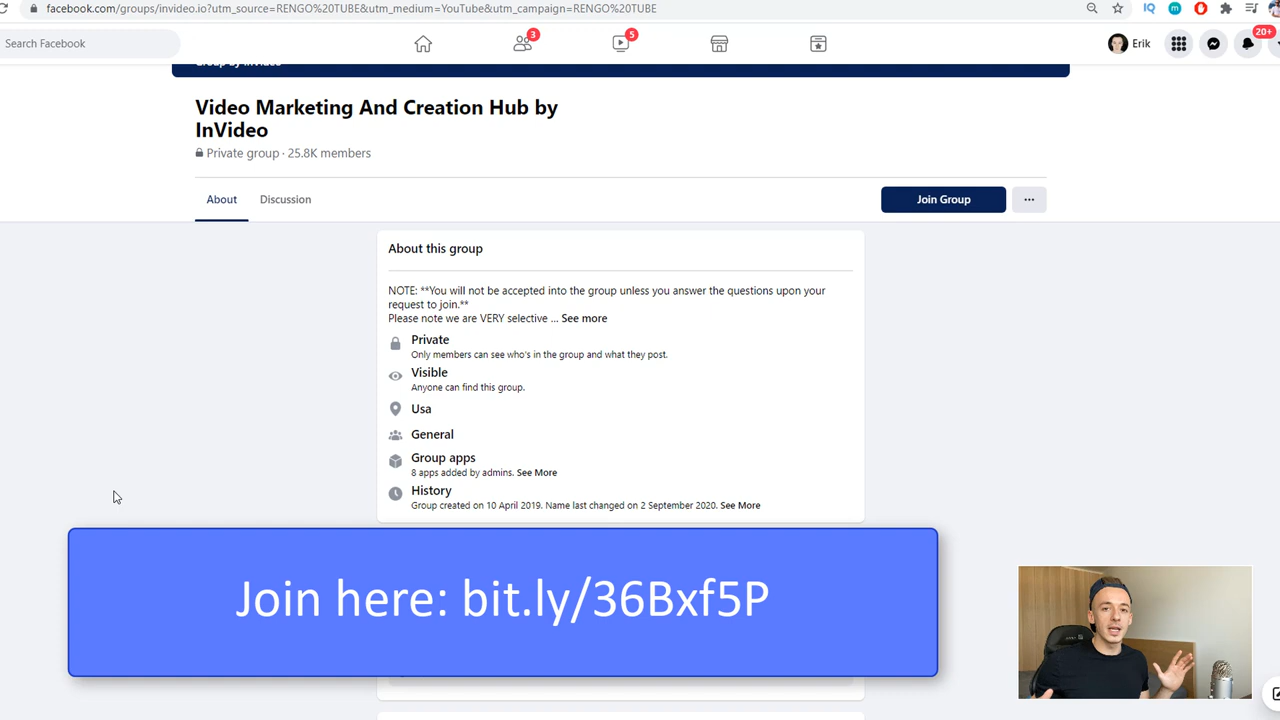 facebook.com/groups/invideo.io?utm_source=RENGO%20TUBE&utm_medium=YouTube&utm_campaign=RENGO%20TUBE
Search Facebook
3
5
Erik
20+
Video Marketing And Creation Hub by
InVideo
Private group · 25.8K members
About
Discussion
Join Group
About this group
NOTE: **You will not be accepted into the group unless you answer the questions upon your
request to join.**
Please note we are VERY selective ... See more
Private
Only members can see who's in the group and what they post.
Visible
Anyone can find this group.
Usa
General
Group apps
8 apps added by admins. See More
History
Group created on 10 April 2019. Name last changed on 2 September 2020. See More
Join here: bit.ly/36Bxf5P